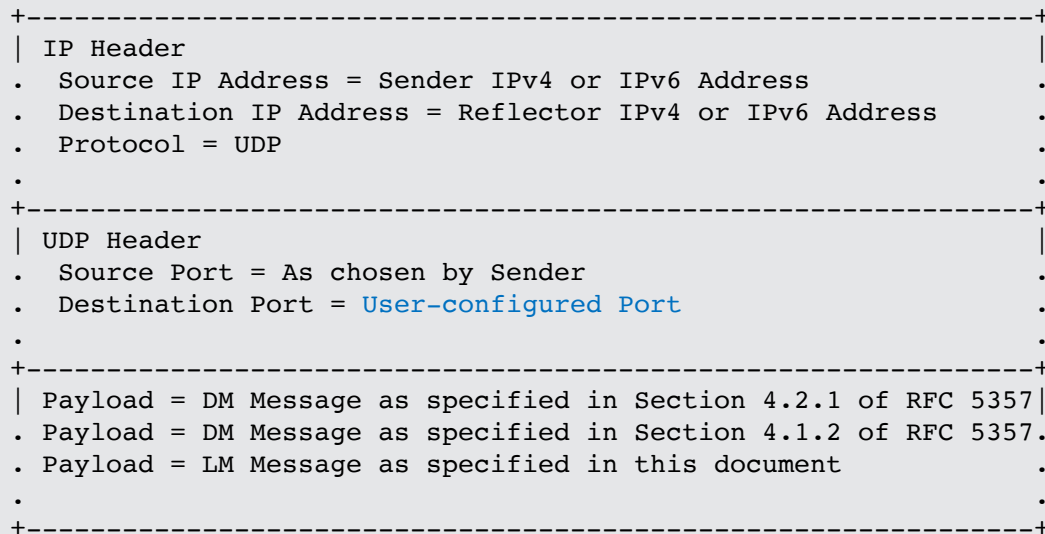 +---------------------------------------------------------------+
| IP Header                                                     |
.  Source IP Address = Sender IPv4 or IPv6 Address              .
.  Destination IP Address = Reflector IPv4 or IPv6 Address      .
.  Protocol = UDP                                               .
.                                                               .
+---------------------------------------------------------------+
| UDP Header                                                    |
.  Source Port = As chosen by Sender                            .
.  Destination Port = User-configured Port                      .
.                                                               .
+---------------------------------------------------------------+
| Payload = DM Message as specified in Section 4.2.1 of RFC 5357|
. Payload = DM Message as specified in Section 4.1.2 of RFC 5357.
. Payload = LM Message as specified in this document            .
.                                                               .
+---------------------------------------------------------------+